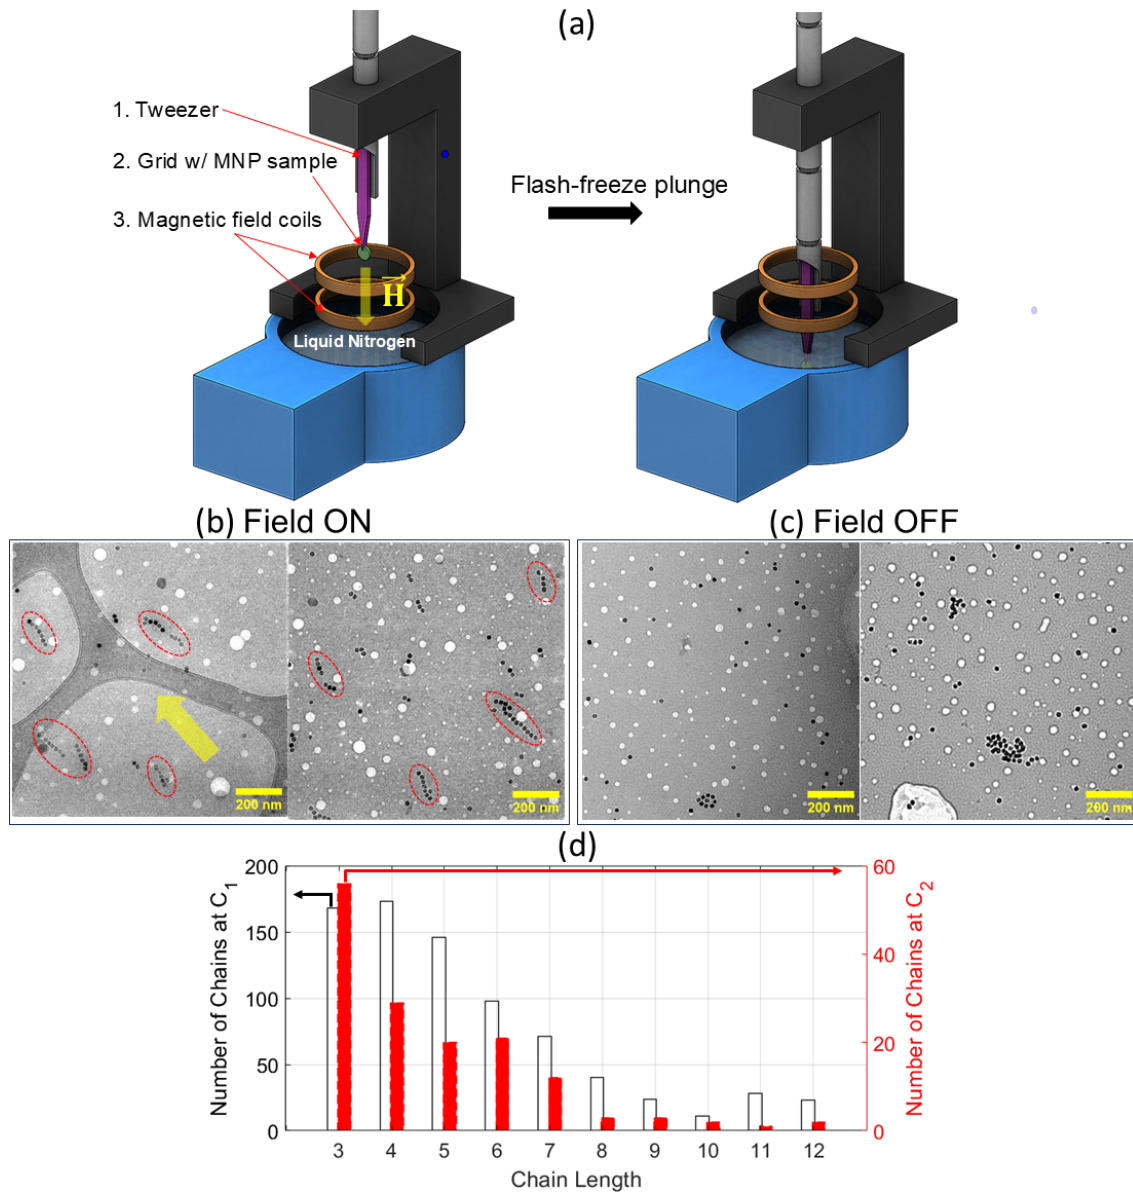 (a)
1. Tweezer
2. Grid w/ MNP sample
3. Magnetic field coils
H
Liquid Nitrogen
Flash-freeze plunge
(b) Field ON
(c) Field OFF
200 nm
200 nm
200 nm
200 nm
(d)
Number of Chains at C1
200
150
100
50
0
60
40
20
0
Number of Chains at C2
3 4 5 6 7 8 9 10 11 12
Chain Length